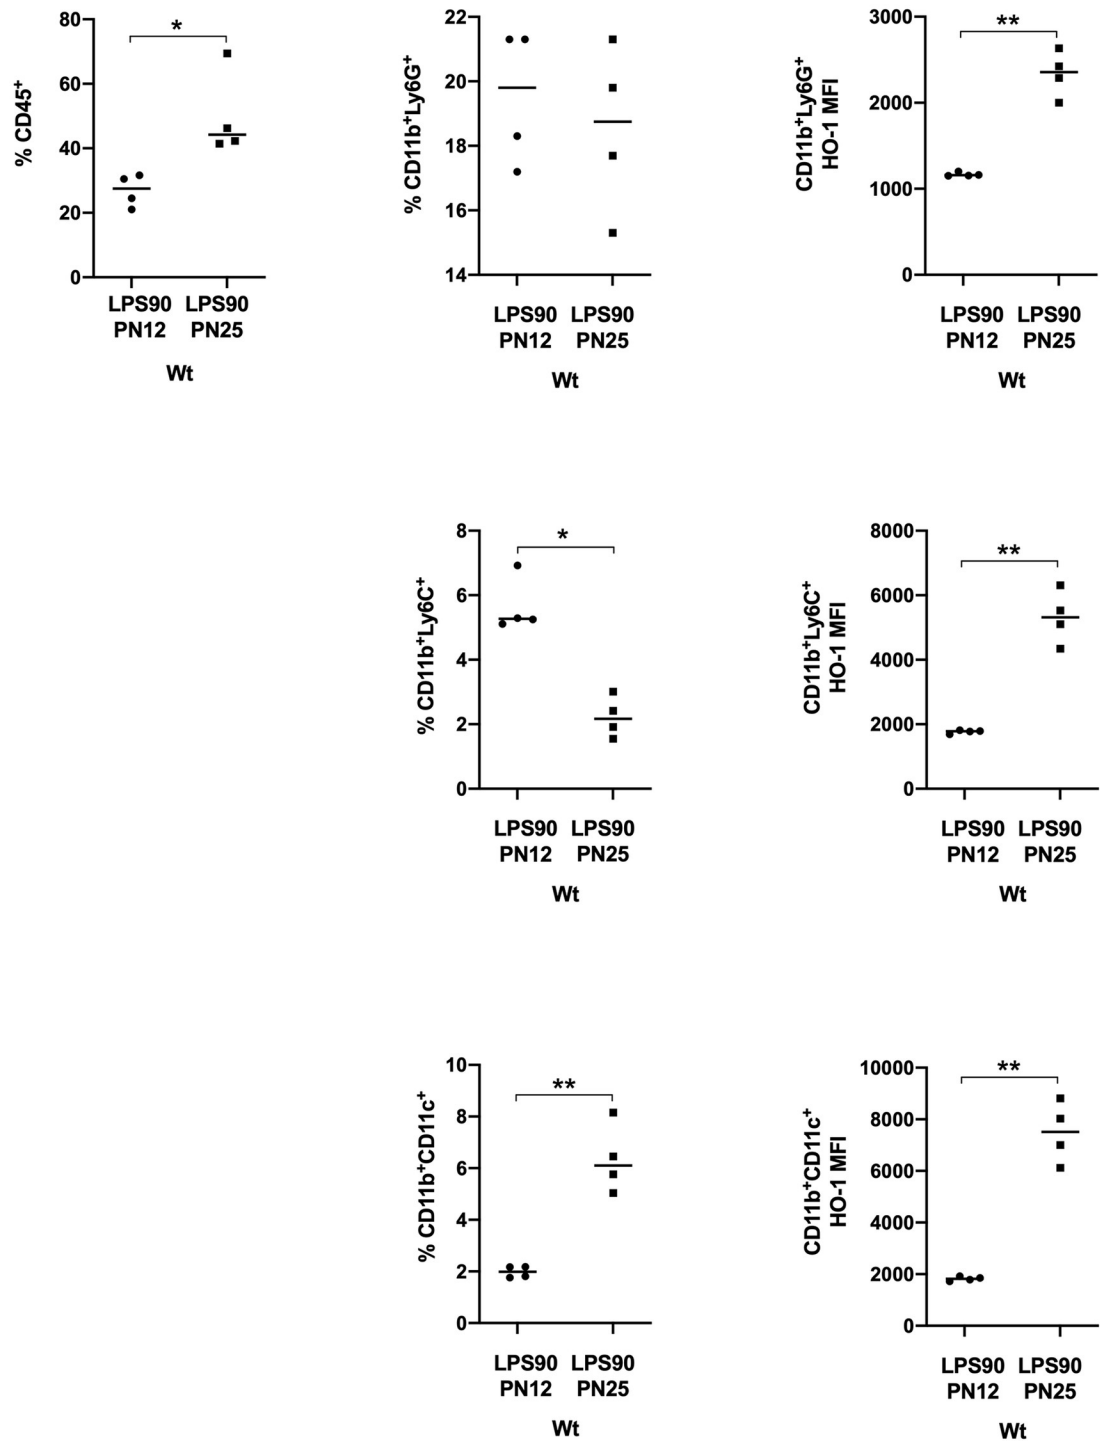 % CD45⁺
80
60
40
20
0
*
LPS90 LPS90
PN12 PN25
Wt
% CD11b⁺Ly6G⁺
22
20
18
16
14
LPS90 LPS90
PN12 PN25
Wt
CD11b⁺Ly6G⁺
HO-1 MFI
3000
2000
1000
0
**
LPS90 LPS90
PN12 PN25
Wt
% CD11b⁺Ly6C⁺
8
6
4
2
0
*
LPS90 LPS90
PN12 PN25
Wt
CD11b⁺Ly6C⁺
HO-1 MFI
8000
6000
4000
2000
0
**
LPS90 LPS90
PN12 PN25
Wt
% CD11b⁺CD11c⁺
10
8
6
4
2
0
**
LPS90 LPS90
PN12 PN25
Wt
CD11b⁺CD11c⁺
HO-1 MFI
10000
8000
6000
4000
2000
0
**
LPS90 LPS90
PN12 PN25
Wt